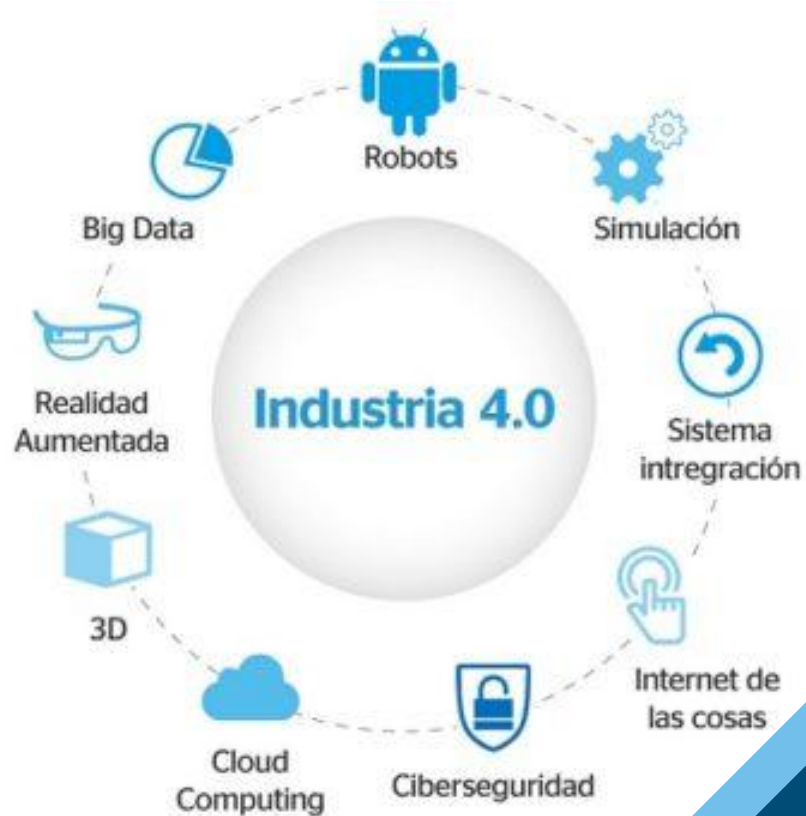 Robots
Simulación
Sistema
intregración
Internet de
las cosas
Ciberseguridad
Cloud
Computing
3D
Realidad
Aumentada
Big Data
Industria 4.0